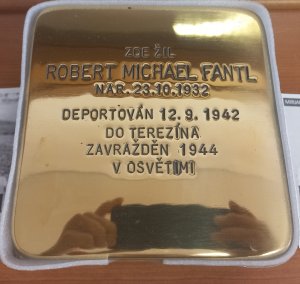 ZDE ŽIL
ROBERT MICHAEL FANTL
NAR. 23.10.1932
DEPORTOVÁN 12.9.1942
DO TEREZÍNA
ZAVRAŽDĚN 1944
V OSVĚTIMI